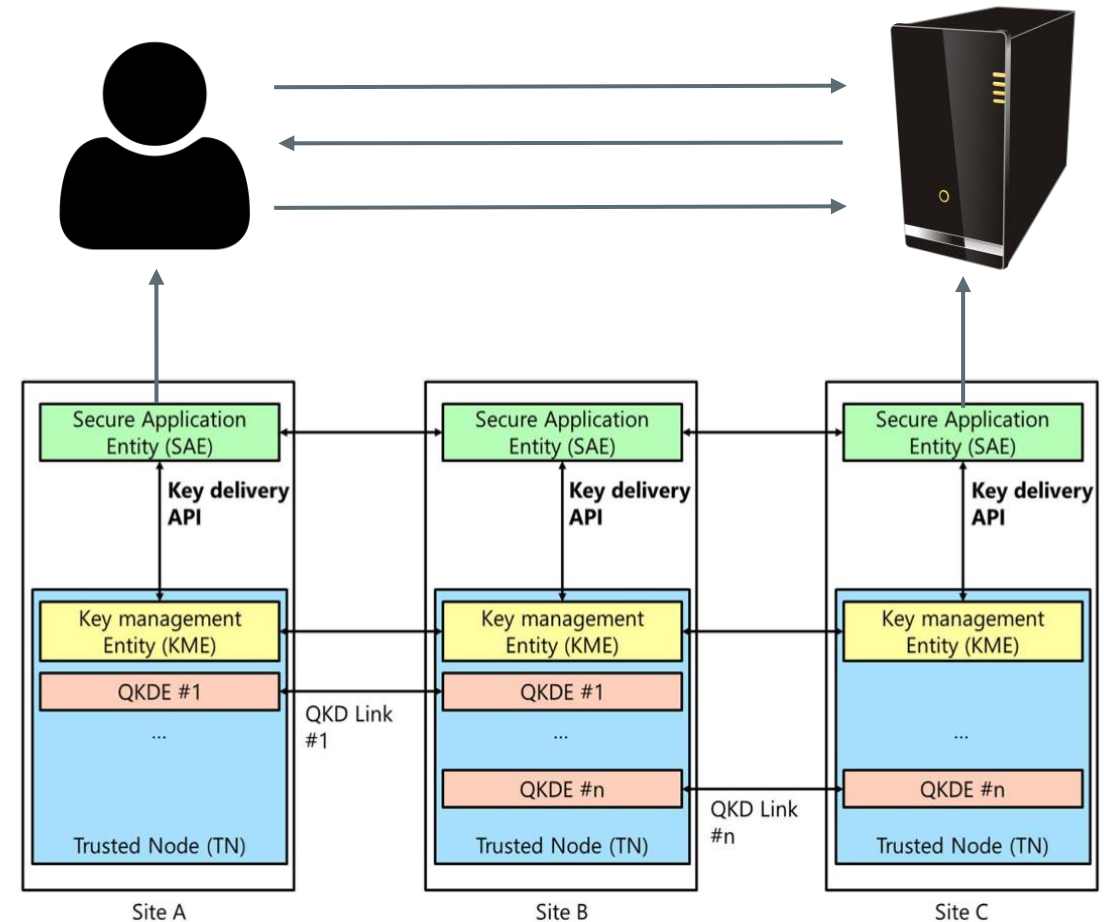 Secure Application
Entity (SAE)
Secure Application
Entity (SAE)
Secure Application
Entity (SAE)
Key delivery
API
Key delivery
API
Key delivery
API
Key management
Entity (KME)
Key management
Entity (KME)
Key management
Entity (KME)
QKDE #1
QKD Link
#1
QKDE #1
...
...
...
QKDE #n
QKD Link
#n
QKDE #n
Trusted Node (TN)
Trusted Node (TN)
Trusted Node (TN)
Site A
Site B
Site C